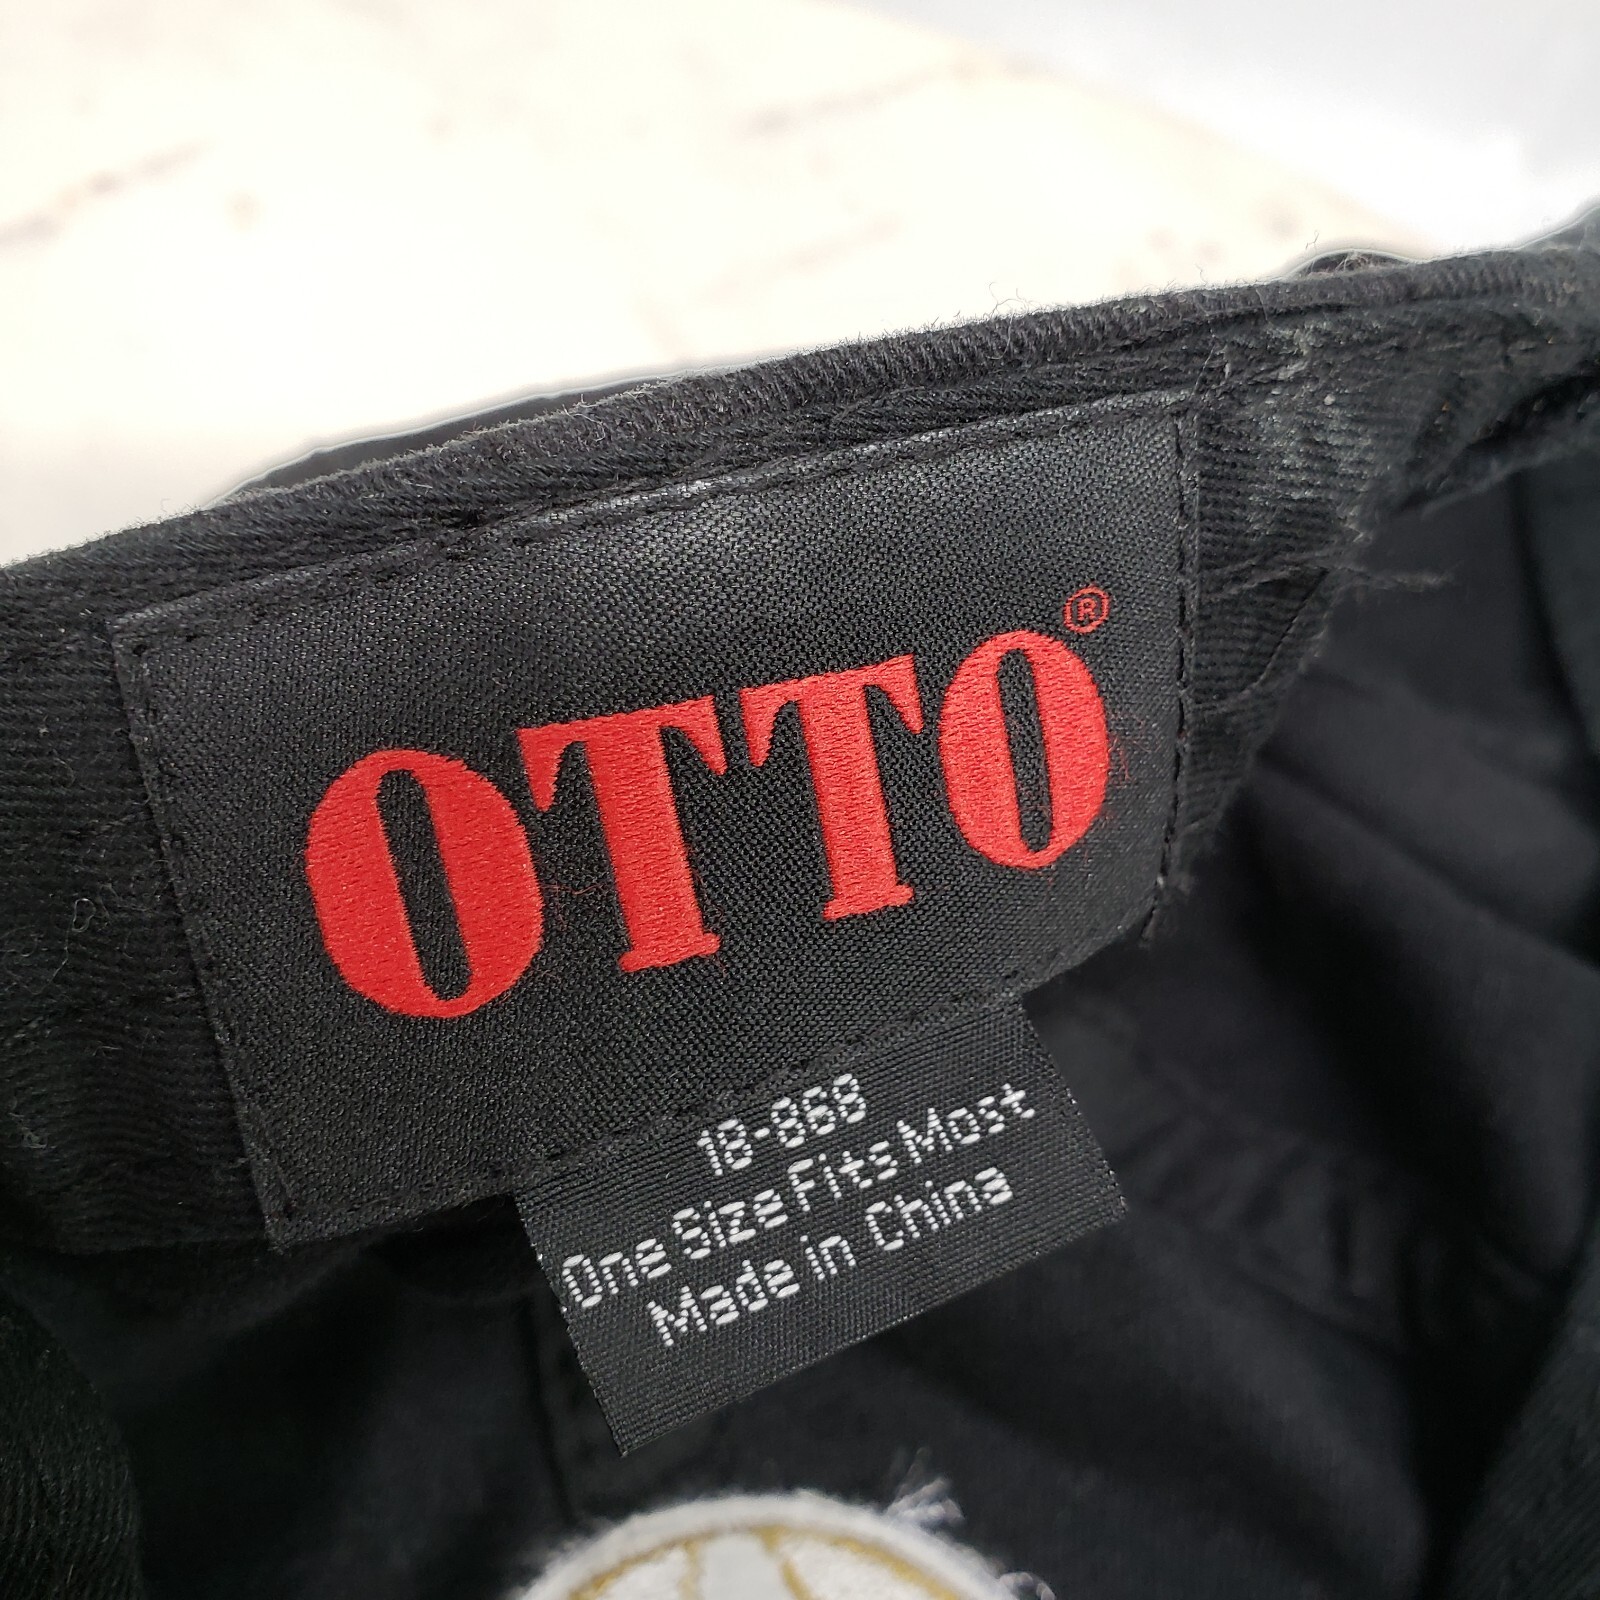 OTTO®
18-868
One Size Fits Most
Made in China